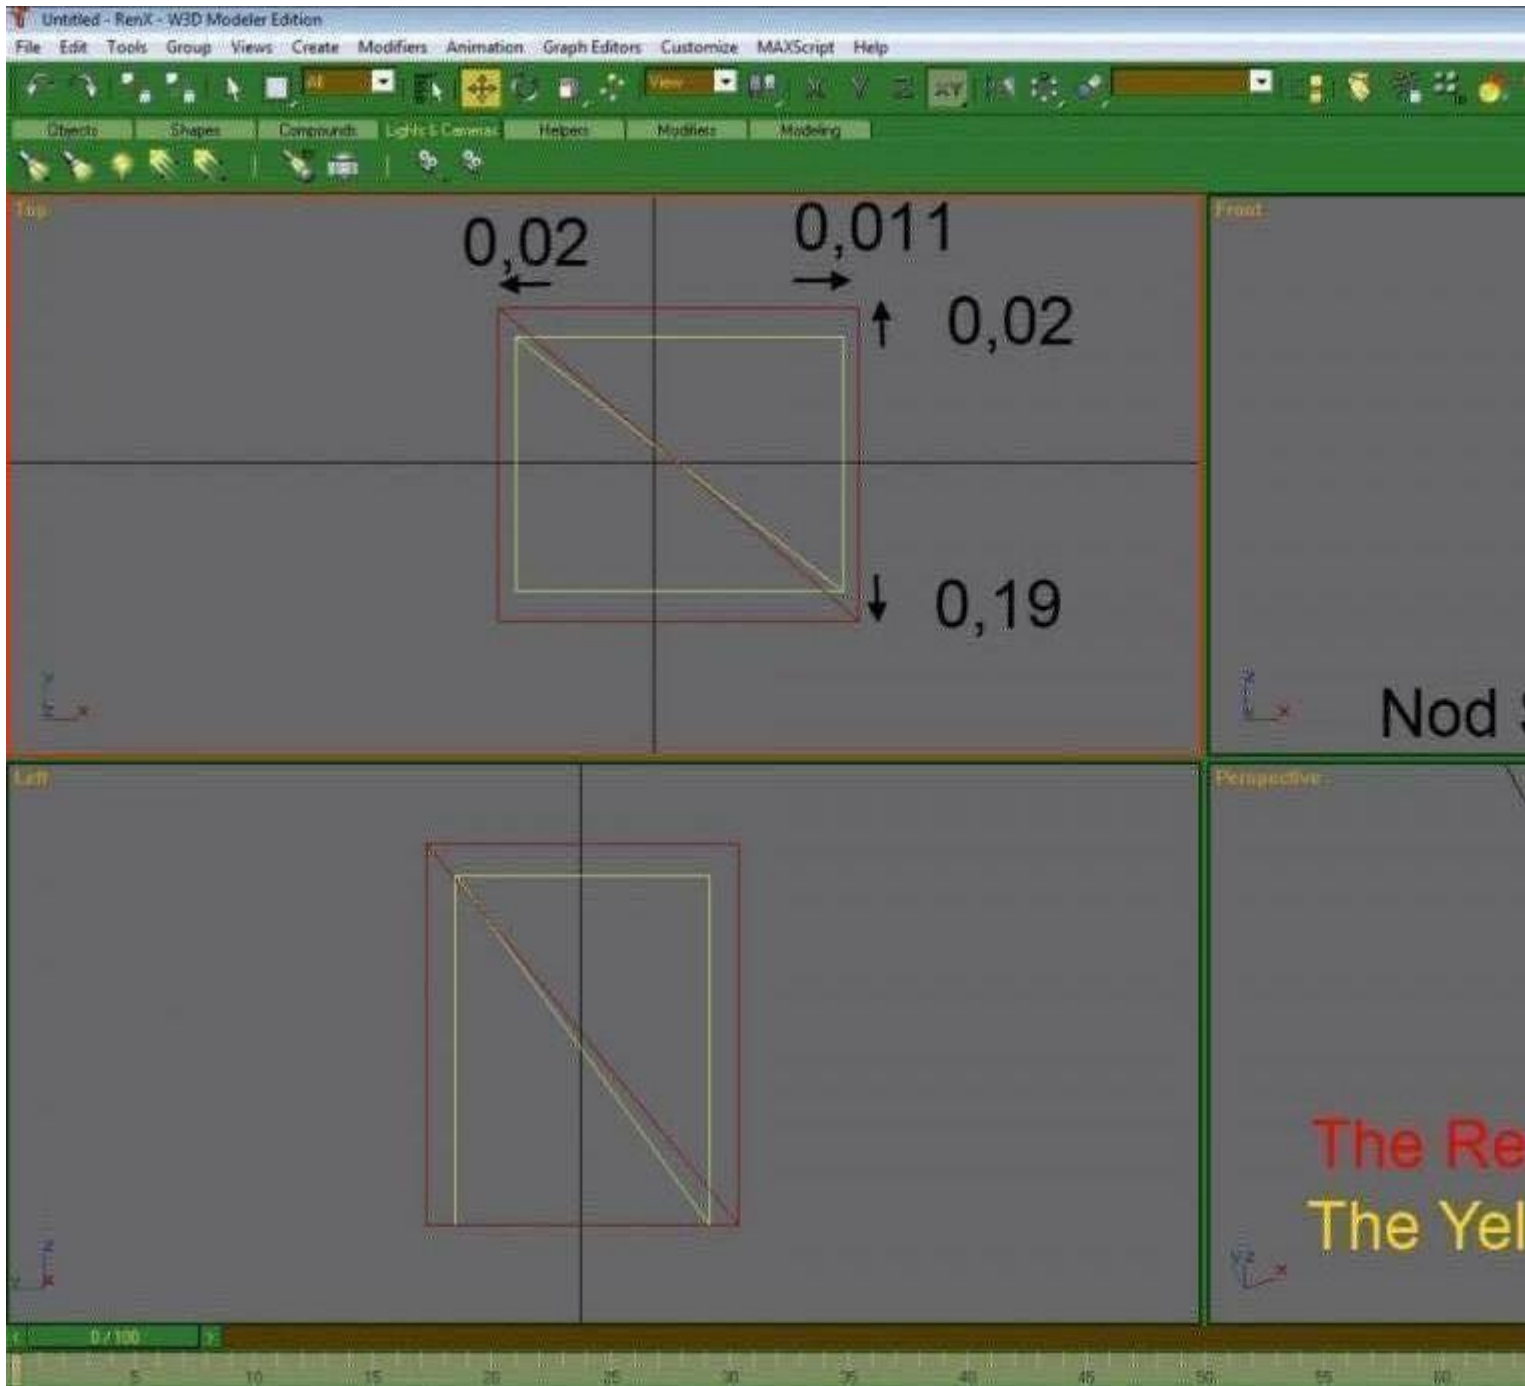 Untitled - RenX - W3D Modeler Edition
File Edit Tools Group Views Create Modifiers Animation Graph Editors Customize MAXScript Help
All View XY
Objects Shapes Compounds Lights & Cameras Helpers Modifiers Modeling
Top
0,02
0,011
0,02
0,19
Front
Nod S
Left
Perspective
The Re
The Yel
0 / 100
5 10 15 20 25 30 35 40 45 50 55 60